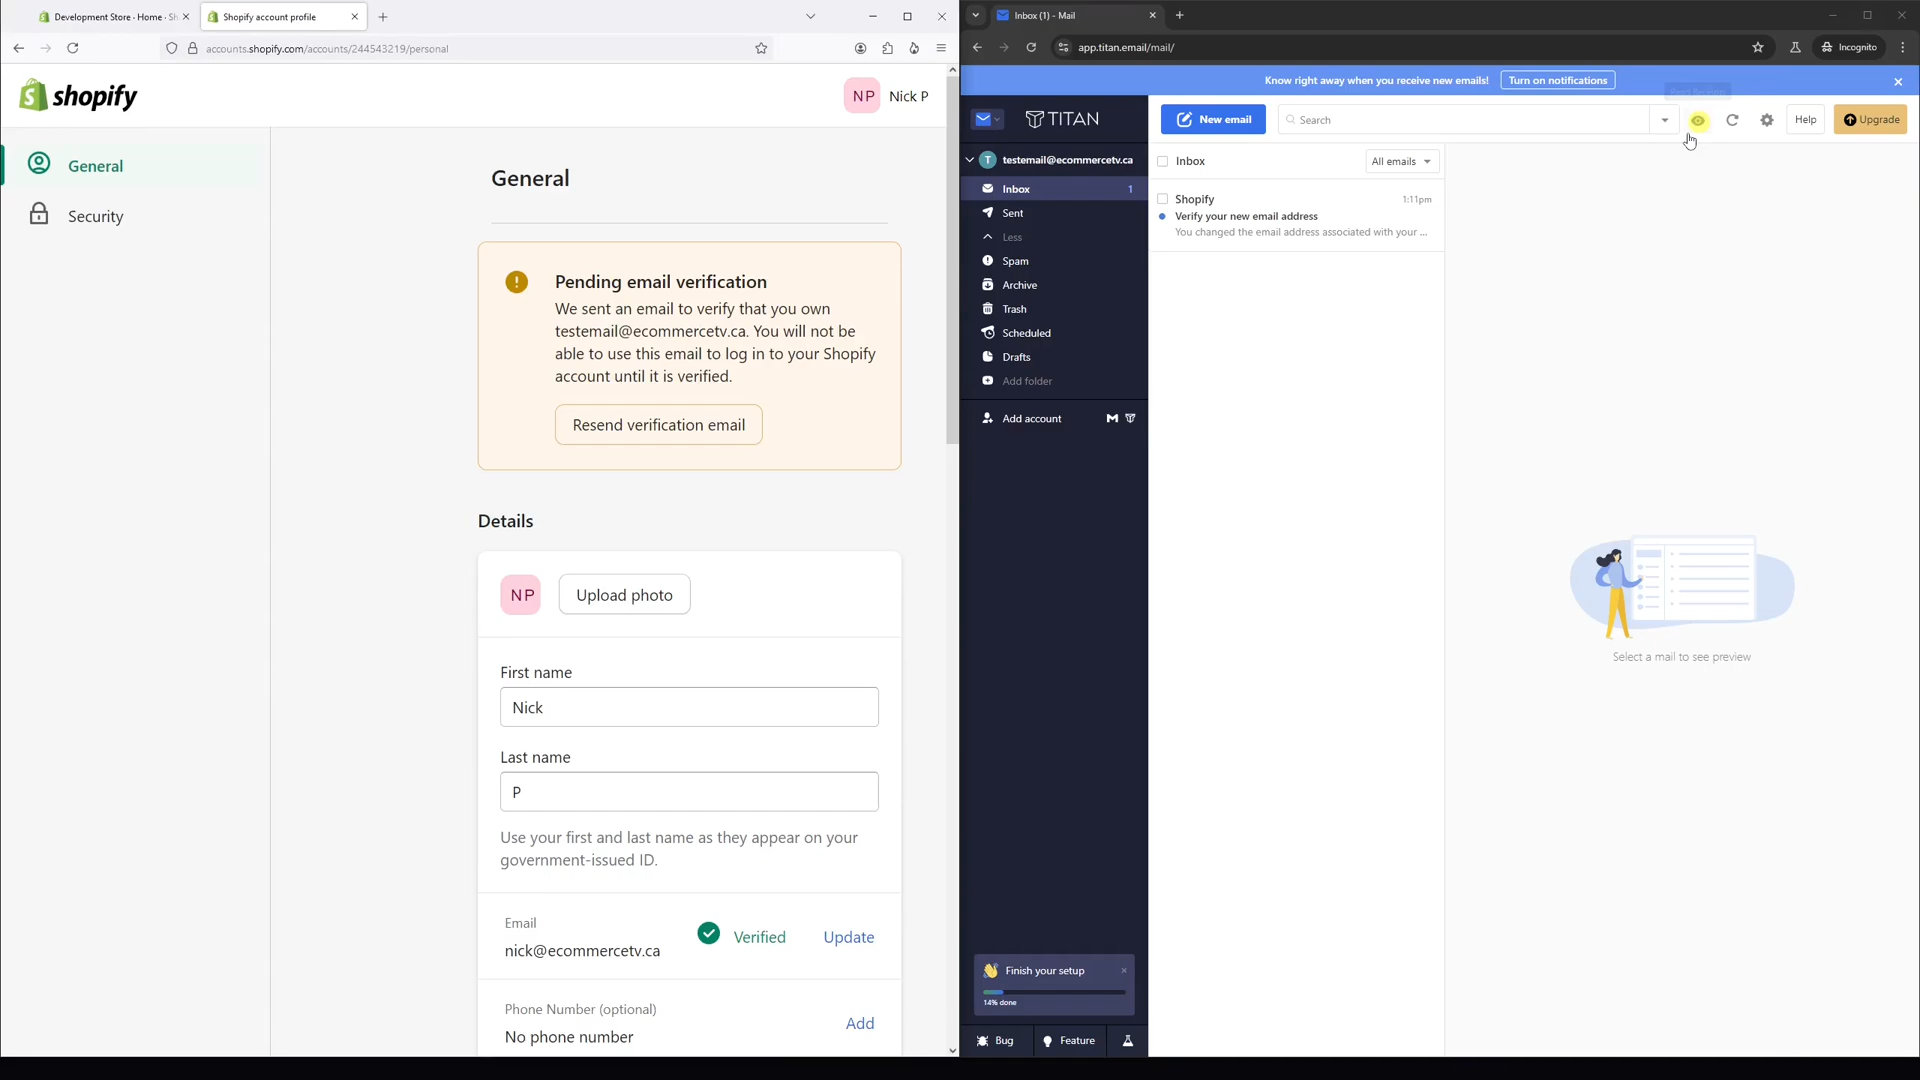 Development Store · Home · Sh
Shopify account profile
accounts.shopify.com/accounts/244543219/personal
shopify
NP
Nick P
General
Security
General
Pending email verification
We sent an email to verify that you own
testemail@ecommercetv.ca. You will not be
able to use this email to log in to your Shopify
account until it is verified.
Resend verification email
Details
NP
Upload photo
First name
Nick
Last name
P
Use your first and last name as they appear on your
government-issued ID.
Email
nick@ecommercetv.ca
Verified
Update
Phone Number (optional)
No phone number
Add
Inbox (1) - Mail
app.titan.email/mail/
Incognito
Know right away when you receive new emails!
Turn on notifications
TITAN
New email
Search
Help
Upgrade
T
testemail@ecommercetv.ca
Inbox
1
Sent
Less
Spam
Archive
Trash
Scheduled
Drafts
Add folder
Add account
Finish your setup
14% done
Bug
Feature
Inbox
All emails
Shopify
1:11pm
Verify your new email address
You changed the email address associated with your ...
Select a mail to see preview